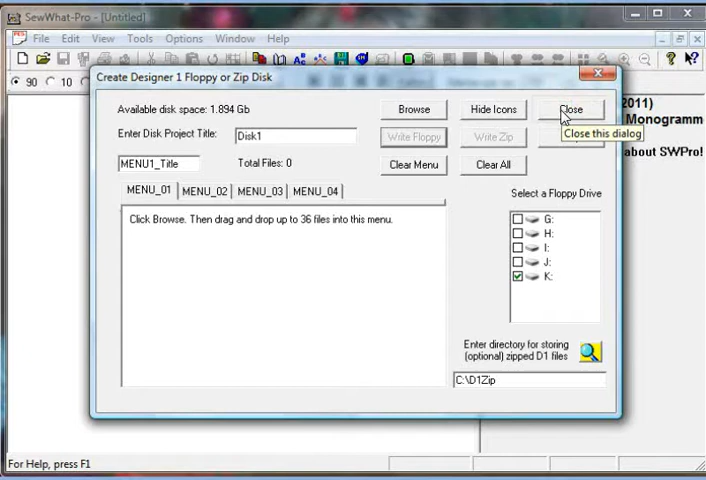 SewWhat-Pro - [Untitled]
File Edit View Tools Options Window Help
90 10
Create Designer 1 Floppy or Zip Disk
Available disk space: 1.894 Gb
Browse
Hide Icons
Close
2011)
Enter Disk Project Title:
Disk1
Write Floppy
Write Zip
Close this dialog
Monogramm
about SWPro!
MENU1_Title
Total Files: 0
Clear Menu
Clear All
MENU_01 MENU_02 MENU_03 MENU_04
Select a Floppy Drive
Click Browse. Then drag and drop up to 36 files into this menu.
G:
H:
I:
J:
K:
Enter directory for storing
(optional) zipped D1 files
C:\D1Zip
For Help, press F1